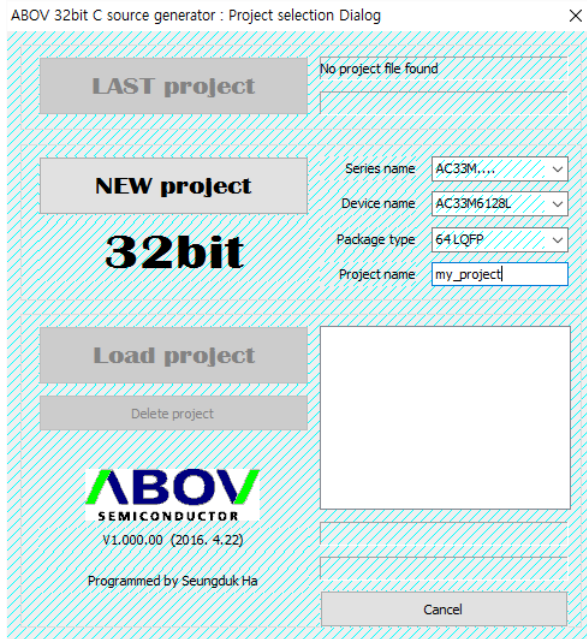 ABOV 32bit C source generator : Project selection Dialog
LAST project
No project file found
NEW project
Series name
AC33M....
Device name
AC33M6128L
32bit
Package type
64 LQFP
Project name
my_project
Load project
Delete project
ABOV
SEMICONDUCTOR
V1.000.00 (2016. 4.22)
Programmed by Seungduk Ha
Cancel